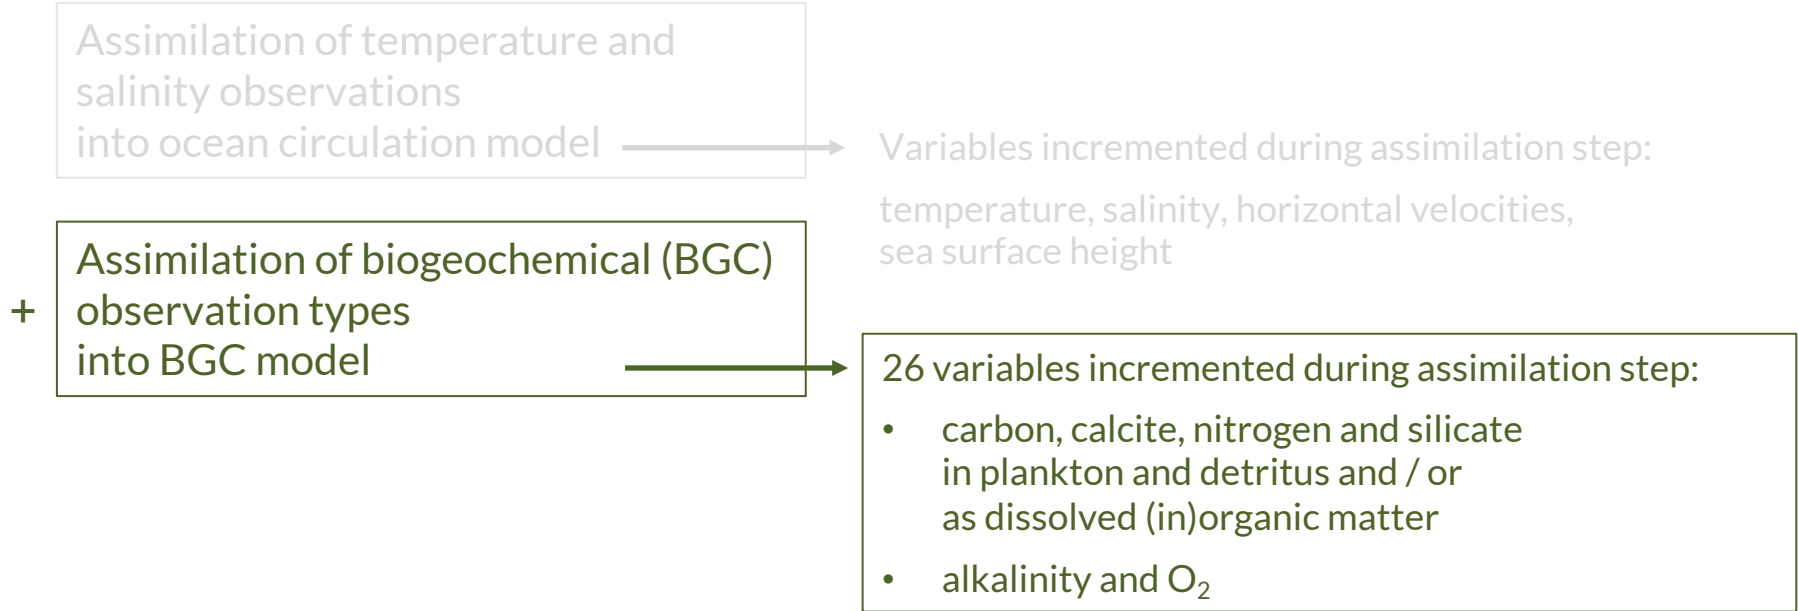 Assimilation of temperature and
salinity observations
into ocean circulation model
Variables incremented during assimilation step:
temperature, salinity, horizontal velocities,
sea surface height
+
Assimilation of biogeochemical (BGC)
observation types
into BGC model
26 variables incremented during assimilation step:
• carbon, calcite, nitrogen and silicate
in plankton and detritus and / or
as dissolved (in)organic matter
• alkalinity and O₂